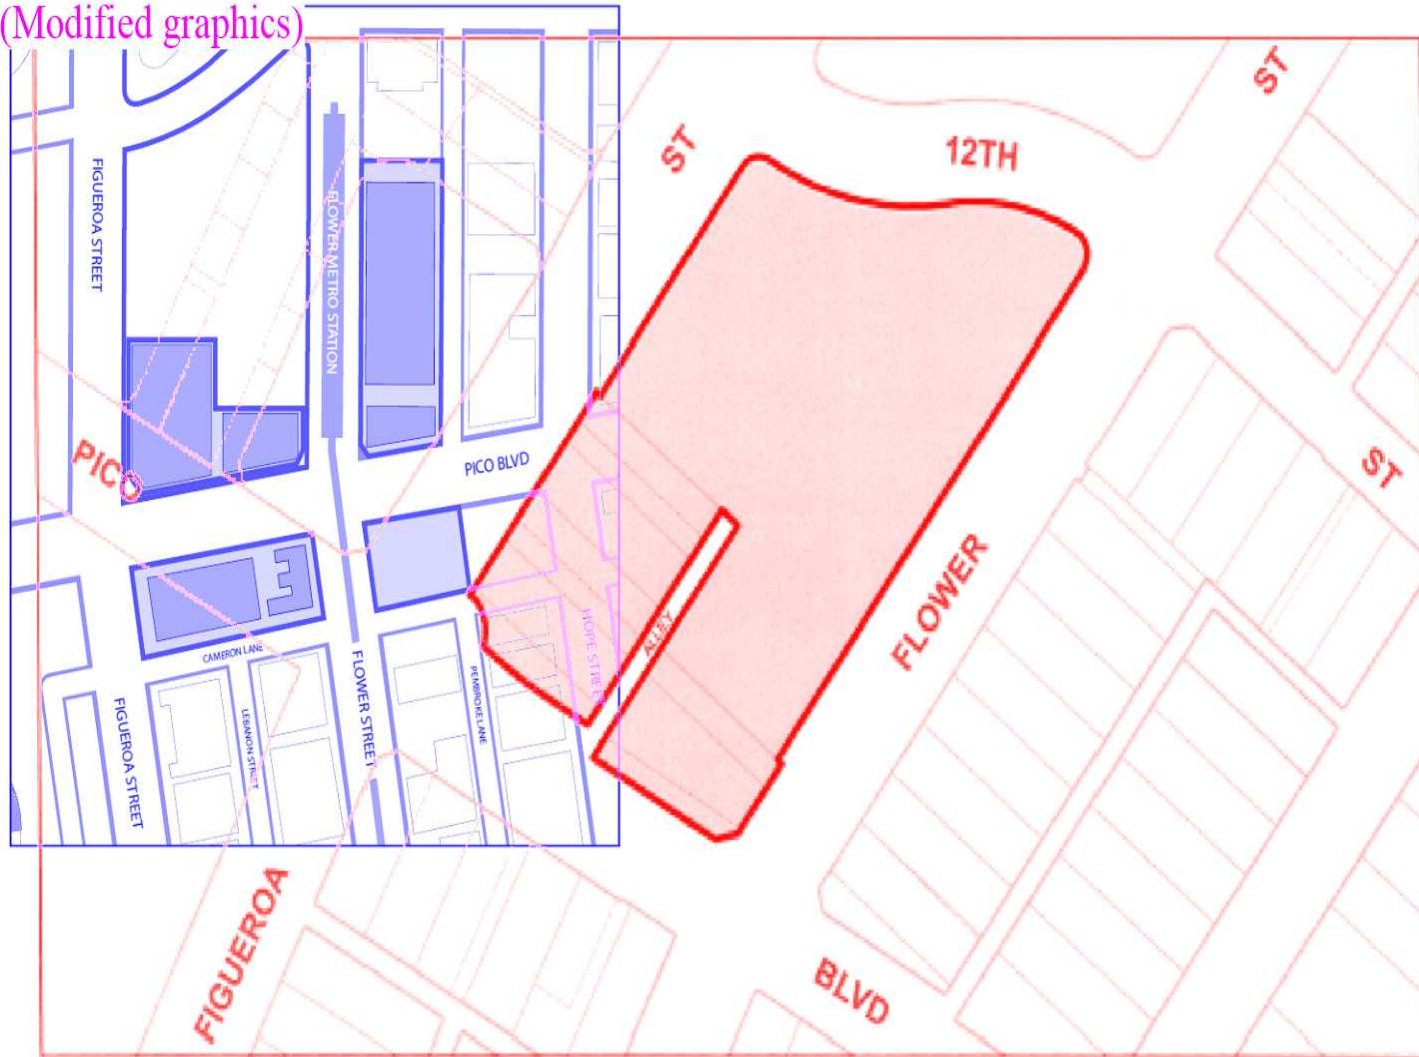 (Modified graphics)
ST
12TH
ST
FIGUEROA STREET
FLOWER METRO STATION
PICO
PICO BLVD
ST
FLOWER
ALLEY
HOPE STREET
CAMERON LANE
FLOWER STREET
PEMBROKE LANE
FIGUEROA STREET
LEBANON STREET
FIGUEROA
BLVD